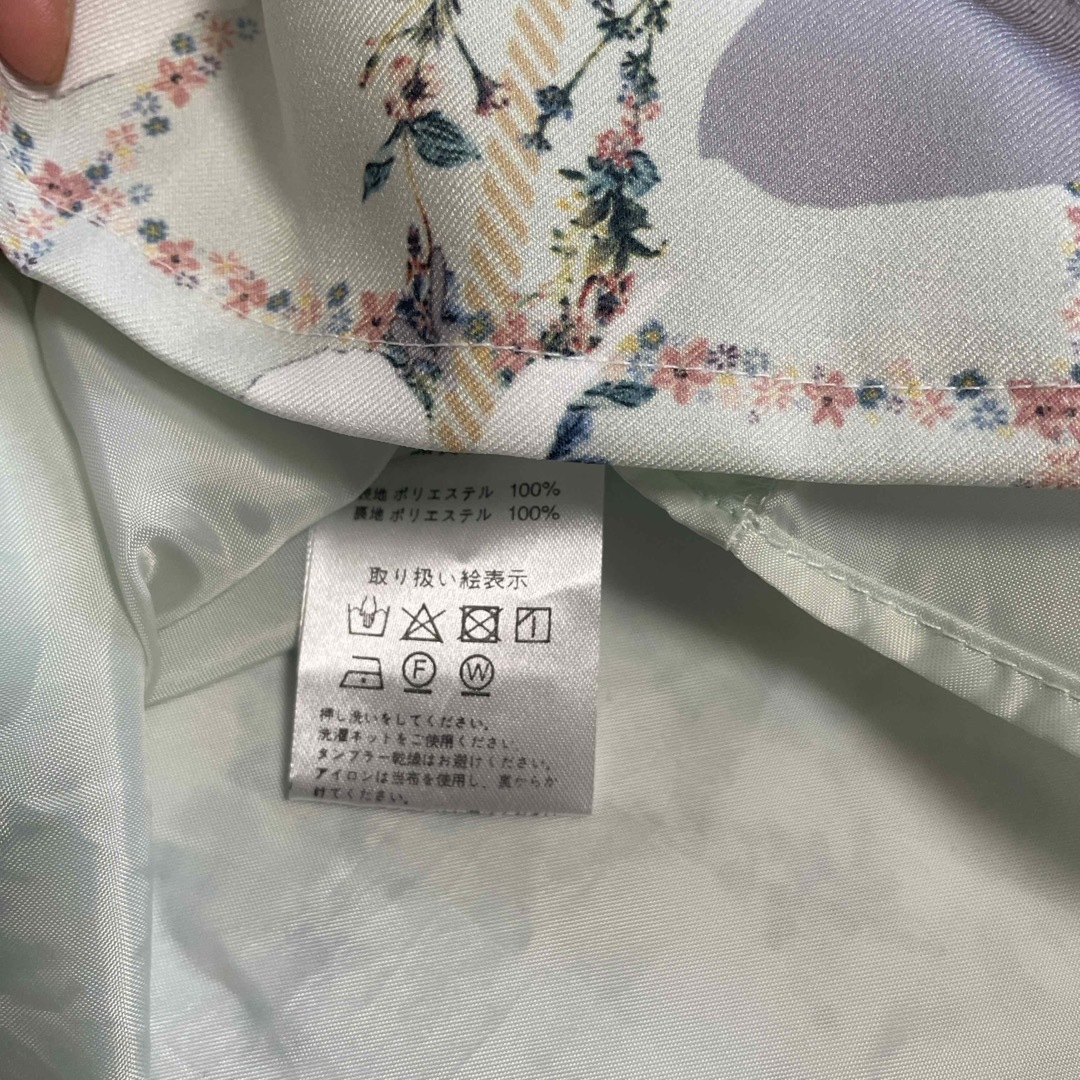 表地 ポリエステル 100%
裏地 ポリエステル 100%
取り扱い絵表示
F W
押し洗いをしてください。
洗濯ネットをご使用ください
タンブラー乾燥はお避けください。
アイロンは当布を使用し、裏からか
けてください。